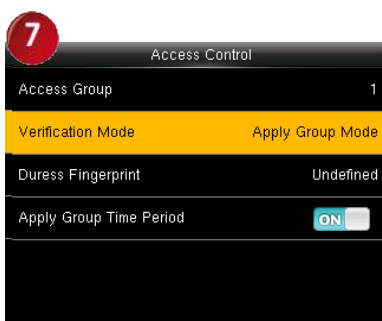 7
Access Control
Access Group 1
Verification Mode Apply Group Mode
Duress Fingerprint Undefined
Apply Group Time Period ON